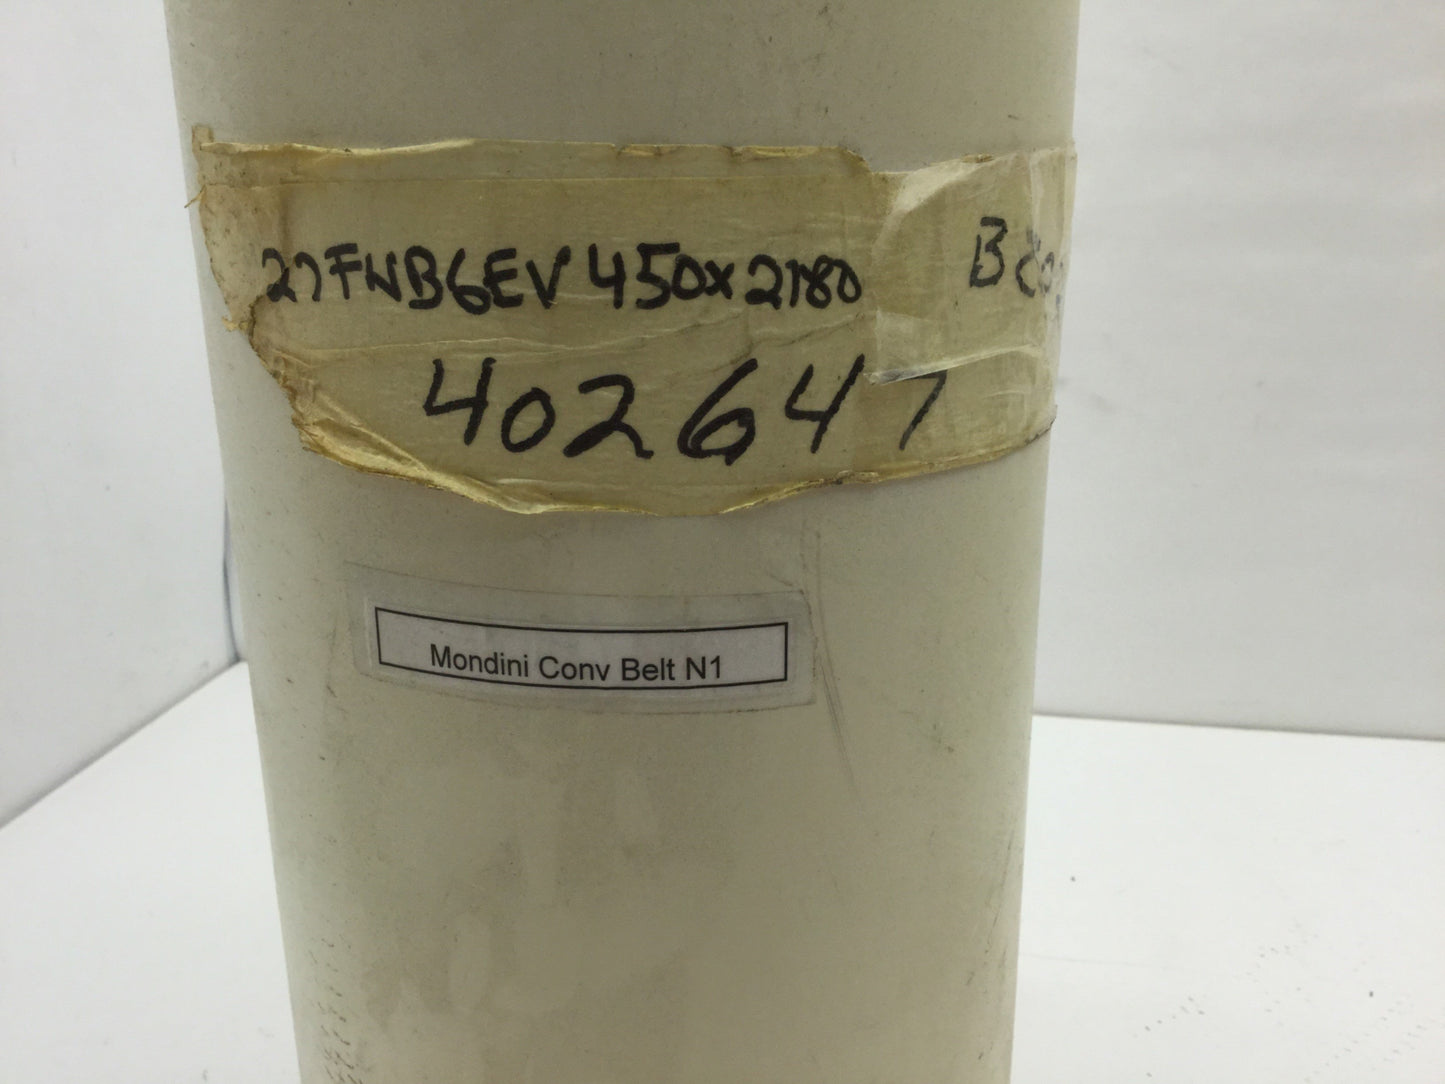 27FNB6EV 450x2180
402647
Mondini Conv Belt N1